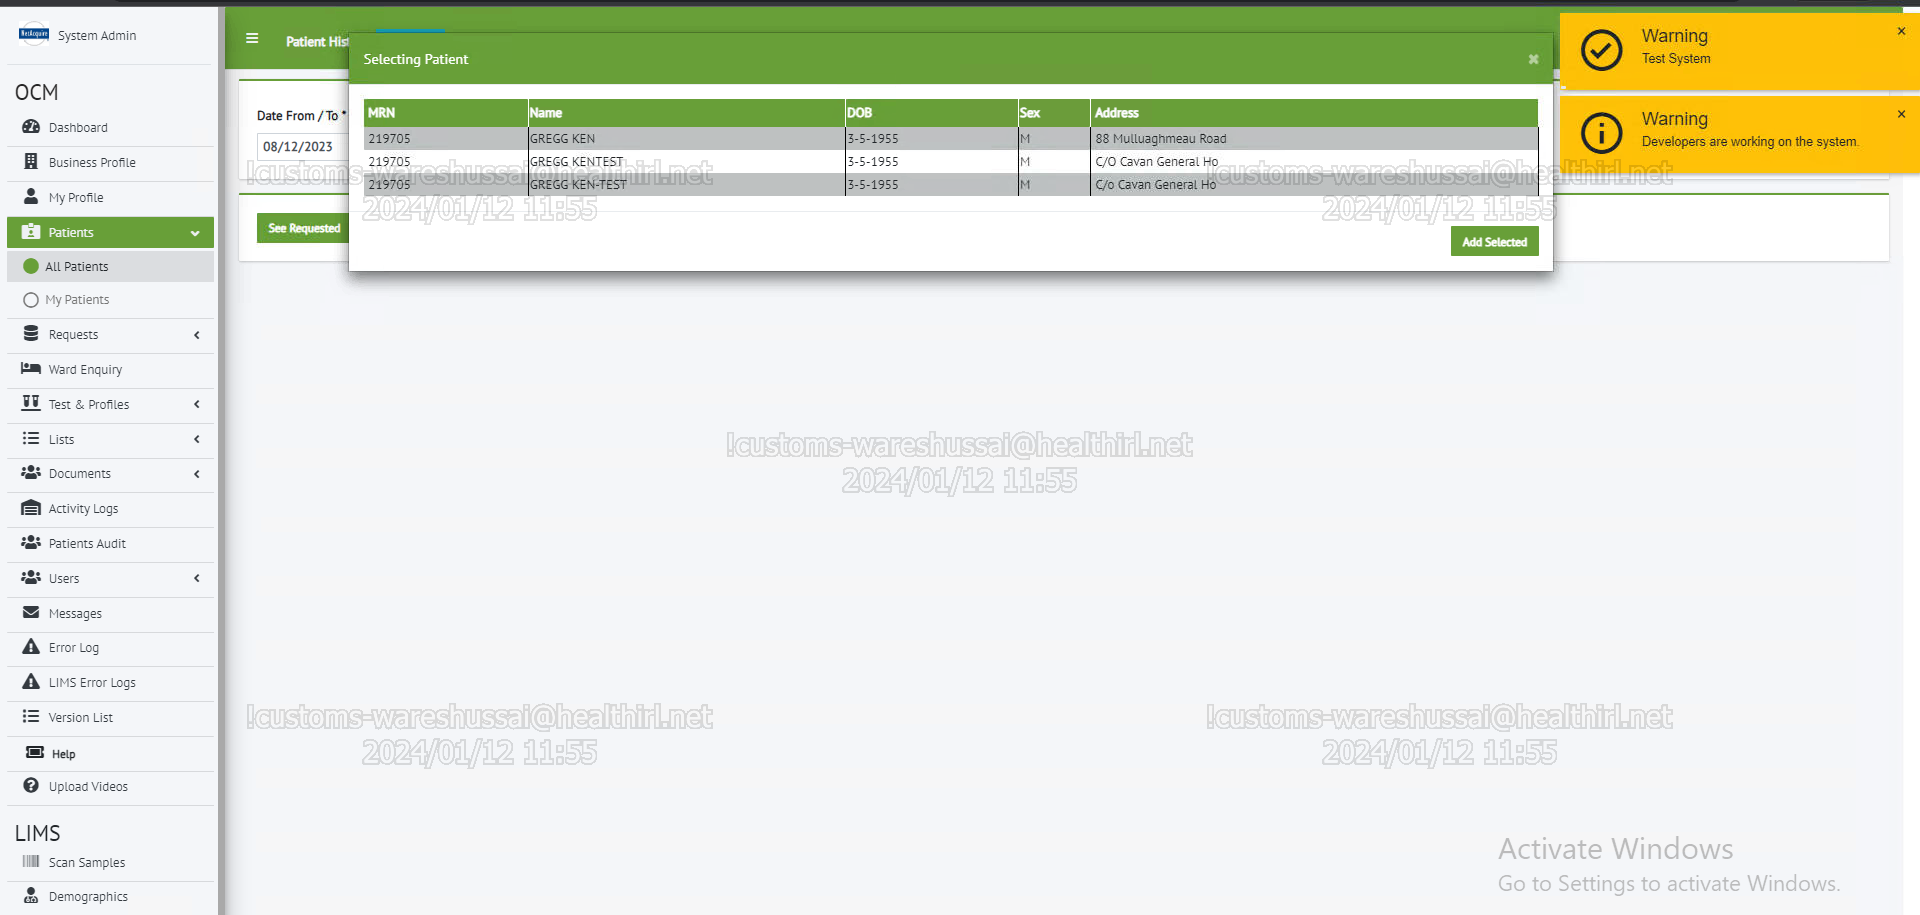 NetAcquire
System Admin
OCM
Dashboard
Business Profile
My Profile
Patients
All Patients
My Patients
Requests
Ward Enquiry
Test & Profiles
Lists
Documents
Activity Logs
Patients Audit
Users
Messages
Error Log
LIMS Error Logs
Version List
Help
Upload Videos
LIMS
Scan Samples
Demographics
Patient Hist
Date From / To *
08/12/2023
See Requested
Selecting Patient
MRN Name DOB Sex Address
219705 GREGG KEN 3-5-1955 M 88 Mulluaghmeau Road
219705 GREGG KENTEST 3-5-1955 M C/O Cavan General Ho
219705 GREGG KEN-TEST 3-5-1955 M C/o Cavan General Ho
Add Selected
Warning
Test System
Warning
Developers are working on the system.
!customs-wareshussai@healthirl.net
2024/01/12 11:55
!customs-wareshussai@healthirl.net
2024/01/12 11:55
!customs-wareshussai@healthirl.net
2024/01/12 11:55
!customs-wareshussai@healthirl.net
2024/01/12 11:55
!customs-wareshussai@healthirl.net
2024/01/12 11:55
Activate Windows
Go to Settings to activate Windows.